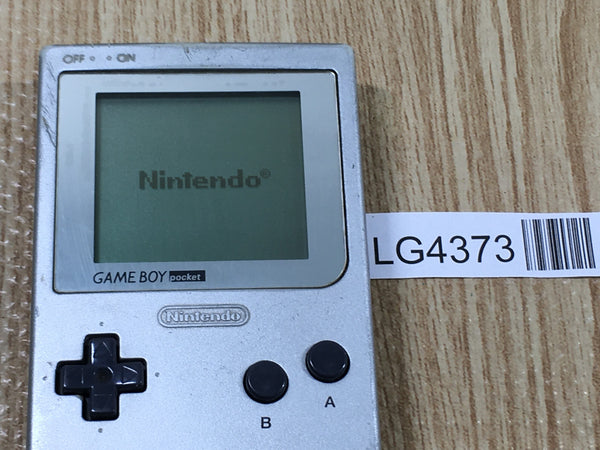 OFF ON
Nintendo®
GAME BOY pocket
LG4373
Nintendo
B
A